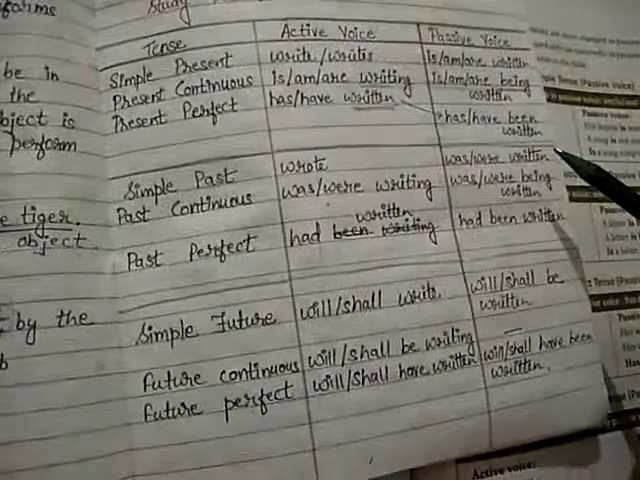 forms
Study
Tense Active Voice Passive Voice
Simple Present write/writes Is/am/are written
be in Present Continuous Is/am/are writing Is/am/are being
written
the Present Perfect has/have written
has/have been
written
object is
perform
Simple Past wrote was/were written
Past Continuous was/were writing was/were being
written
e tiger.
object
written
Past Perfect had been writing had been written
Simple Future will/shall write will/shall be
written
by the
Future continuous will/shall be writing —
Future perfect will/shall have written will/shall have been
written.
Active voice: